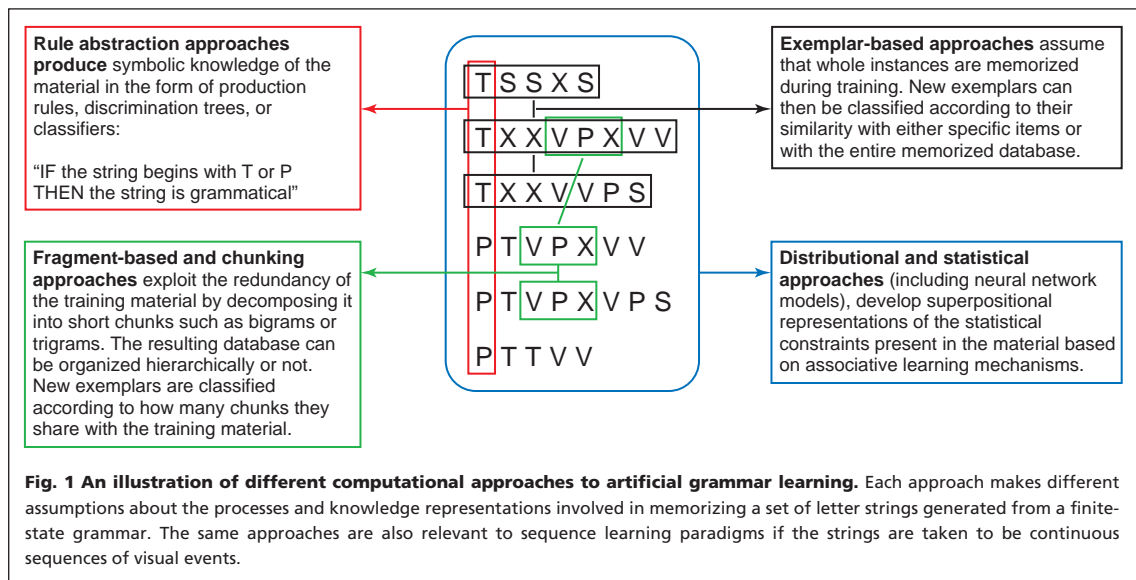 Rule abstraction approaches
produce symbolic knowledge of the
material in the form of production
rules, discrimination trees, or
classifiers:
“IF the string begins with T or P
THEN the string is grammatical”
Fragment-based and chunking
approaches exploit the redundancy of
the training material by decomposing it
into short chunks such as bigrams or
trigrams. The resulting database can
be organized hierarchically or not.
New exemplars are classified
according to how many chunks they
share with the training material.
T S S X S
T X X V P X V V
T X X V V P S
P T V P X V V
P T V P X V P S
P T T V V
Exemplar-based approaches assume
that whole instances are memorized
during training. New exemplars can
then be classified according to their
similarity with either specific items or
with the entire memorized database.
Distributional and statistical
approaches (including neural network
models), develop superpositional
representations of the statistical
constraints present in the material based
on associative learning mechanisms.
Fig. 1 An illustration of different computational approaches to artificial grammar learning. Each approach makes different
assumptions about the processes and knowledge representations involved in memorizing a set of letter strings generated from a finite-
state grammar. The same approaches are also relevant to sequence learning paradigms if the strings are taken to be continuous
sequences of visual events.